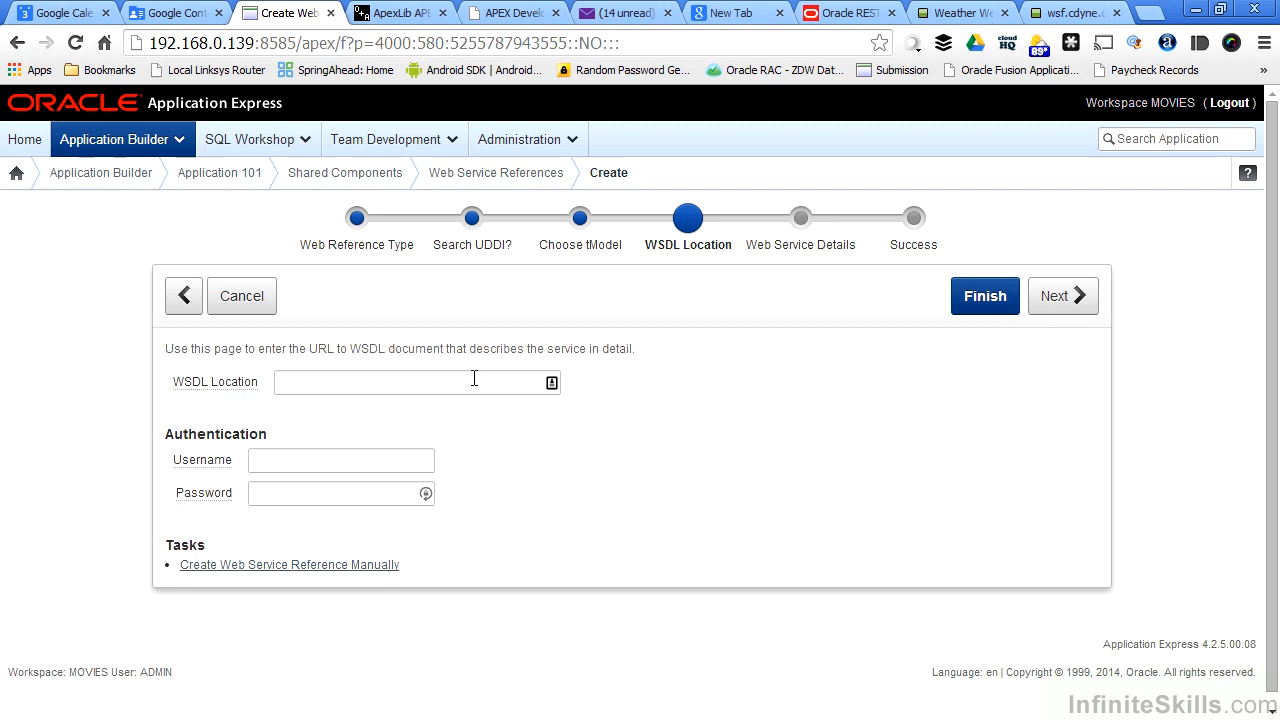 Google Cale
Google Cont
Create Web
ApexLib APE
APEX Devel
(14 unread)
New Tab
Oracle REST
Weather We
wsf.cdyne.c
192.168.0.139:8585/apex/f?p=4000:580:5255787943555::NO:::
89°
Apps
Bookmarks
Local Linksys Router
SpringAhead: Home
Android SDK | Android...
Random Password Ge...
Oracle RAC - ZDW Dat...
Submission
Oracle Fusion Applicati...
Paycheck Records
»
ORACLE Application Express
Workspace MOVIES ( Logout )
Home
Application Builder
SQL Workshop
Team Development
Administration
Search Application
Application Builder
Application 101
Shared Components
Web Service References
Create
?
Web Reference Type
Search UDDI?
Choose tModel
WSDL Location
Web Service Details
Success
Cancel
Finish
Next
Use this page to enter the URL to WSDL document that describes the service in detail.
WSDL Location
Authentication
Username
Password
Tasks
• Create Web Service Reference Manually
Application Express 4.2.5.00.08
Workspace: MOVIES User: ADMIN
Language: en | Copyright © 1999, 2014, Oracle. All rights reserved.
InfiniteSkills.com